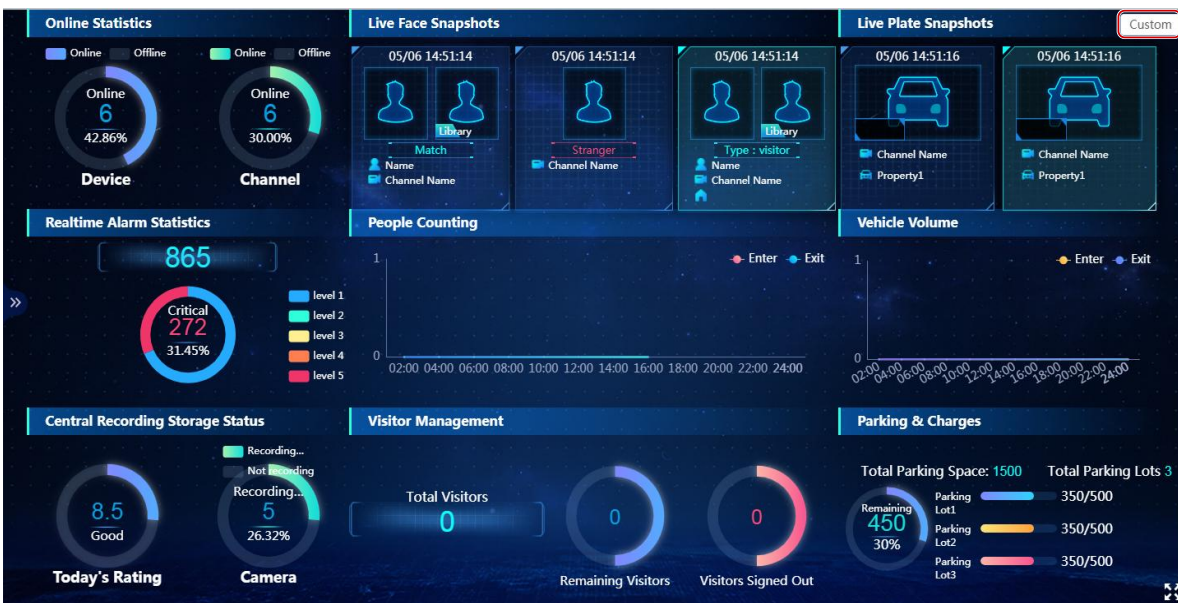 Online Statistics
Online Offline Online Offline
Online
6
42.86%
Device
Online
6
30.00%
Channel
Live Face Snapshots
05/06 14:51:14
Library
Match
Name
Channel Name
05/06 14:51:14
Stranger
Channel Name
05/06 14:51:14
Library
Type : visitor
Name
Channel Name
Live Plate Snapshots
Custom
05/06 14:51:16
Channel Name
Property1
05/06 14:51:16
Channel Name
Property1
Realtime Alarm Statistics
865
Critical
272
31.45%
level 1
level 2
level 3
level 4
level 5
People Counting
Enter Exit
1
0
02:00 04:00 06:00 08:00 10:00 12:00 14:00 16:00 18:00 20:00 22:00 24:00
Vehicle Volume
Enter Exit
1
0
02:00 04:00 06:00 08:00 10:00 12:00 14:00 16:00 18:00 20:00 22:00 24:00
Central Recording Storage Status
8.5
Good
Today's Rating
Recording...
Not recording
Recording...
5
26.32%
Camera
Visitor Management
Total Visitors
0
0
Remaining Visitors
0
Visitors Signed Out
Parking & Charges
Total Parking Space: 1500 Total Parking Lots 3
Remaining
450
30%
Parking
Lot1
350/500
Parking
Lot2
350/500
Parking
Lot3
350/500